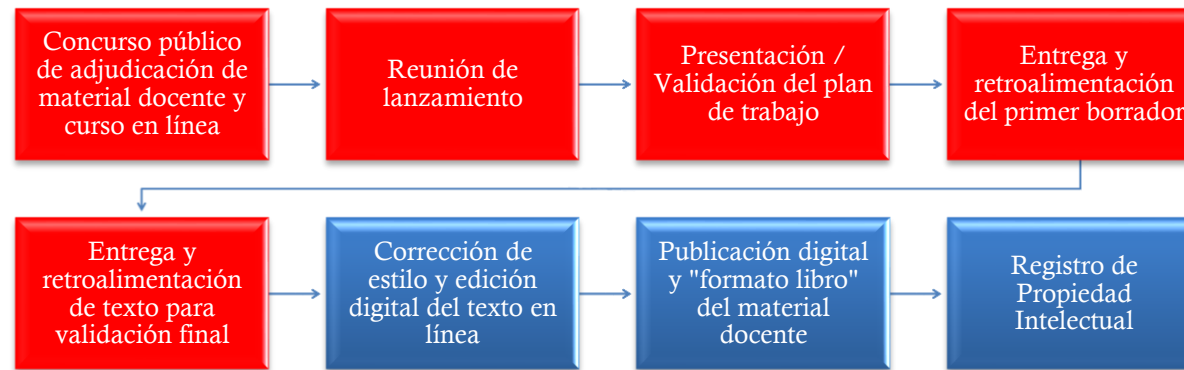 Concurso público
de adjudicación de
material docente y
curso en línea
Reunión de
lanzamiento
Presentación /
Validación del plan
de trabajo
Entrega y
retroalimentación
del primer borrador
Entrega y
retroalimentación
de texto para
validación final
Corrección de
estilo y edición
digital del texto en
línea
Publicación digital
y "formato libro"
del material
docente
Registro de
Propiedad
Intelectual